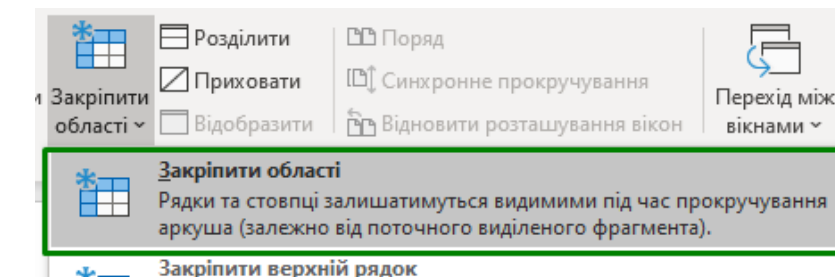 Розділити
Приховати
Відобразити
Поряд
Синхронне прокручування
Відновити розташування вікон
Закріпити
області
Перехід між
вікнами
Закріпити області
Рядки та стовпці залишатимуться видимими під час прокручування
аркуша (залежно від поточного виділеного фрагмента).
Закріпити верхній рядок